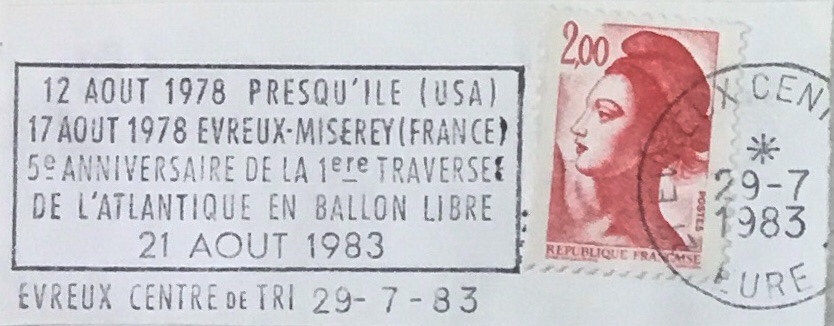 12 AOUT 1978 PRESQU'ILE (USA)
17 AOUT 1978 EVREUX-MISEREY (FRANCE)
5e ANNIVERSAIRE DE LA 1ere TRAVERSEE
DE L'ATLANTIQUE EN BALLON LIBRE
21 AOUT 1983
EVREUX CENTRE DE TRI 29-7-83
2,00
POSTES
REPUBLIQUE FRANCAISE
EVREUX CEN
*
29-7
1983
EURE